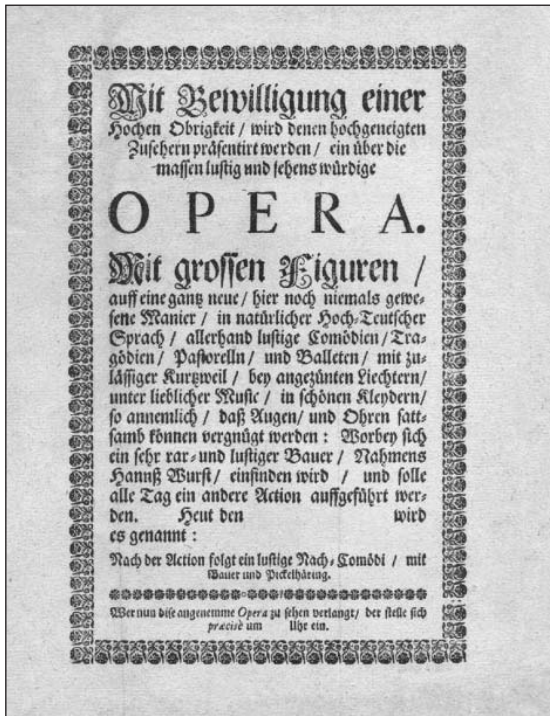 Mit Bewilligung einer
Hochen Obrigkeit / wird denen hochgeneigten
Zusehern präsentirt werden / ein über die
massen lustig und sehens würdige
OPERA.
Mit grossen Figuren /
auff eine gantz neue / hier noch niemals gewe-
sene Manier / in natürlicher Hoch-Teutscher
Sprach / allerhand lustige Comödien / Tra-
gödien / Pastorelln / und Balleten / mit zu-
lässiger Kurtzweil / bey angezünten Liechtern /
unter lieblicher Music / in schönen Kleydern /
so annemlich / daß Augen / und Ohren satt-
samb können vergnügt werden : Worbey sich
ein sehr rar- und lustiger Bauer / Nahmens
Hannß Wurst / einfinden wird / und solle
alle Tag ein andere Action auffgeführt wer-
den. Heut den wird
es genannt :
Nach der Action folgt ein lustige Nach-Comödi / mit
Bauer und Pickelhäring.
Wer nun dise angenemme Opera zu sehen verlangt / der stelle sich
præcisè um Uhr ein.